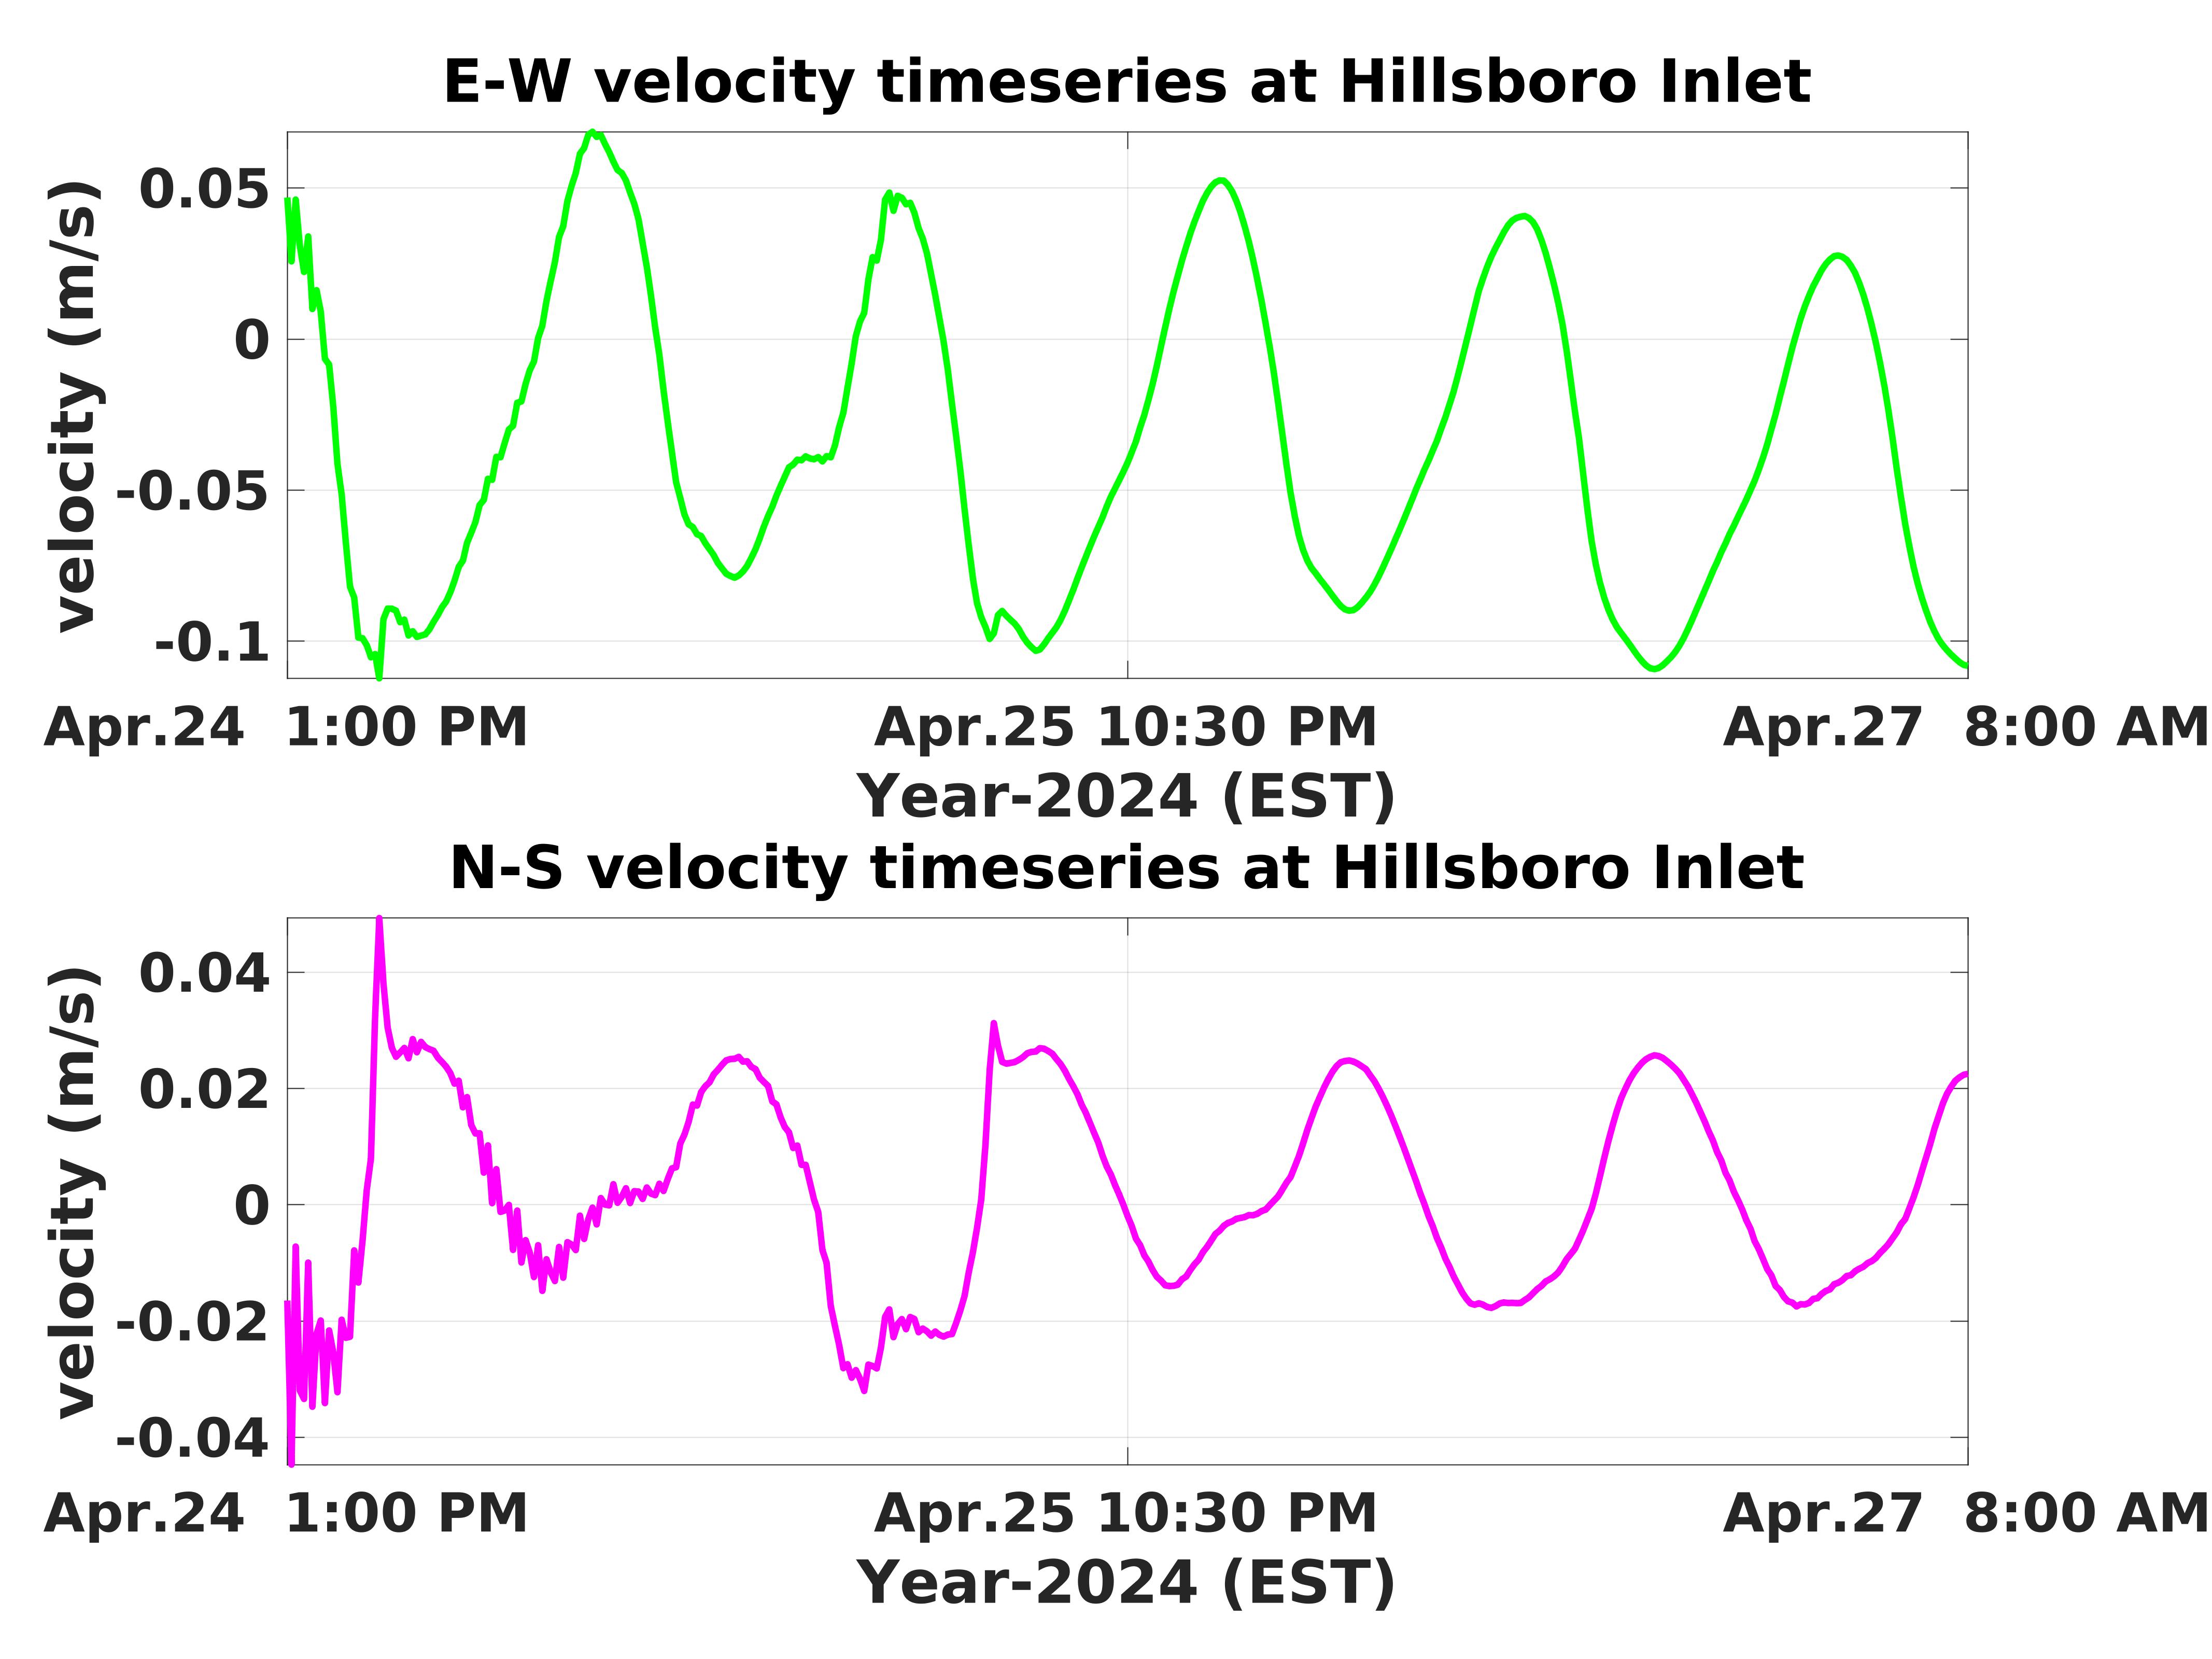 E-W velocity timeseries at Hillsboro Inlet
velocity (m/s)
0.05
0
-0.05
-0.1
Apr.24  1:00 PM
Apr.25 10:30 PM
Apr.27  8:00 AM
Year-2024 (EST)
N-S velocity timeseries at Hillsboro Inlet
velocity (m/s)
0.04
0.02
0
-0.02
-0.04
Apr.24  1:00 PM
Apr.25 10:30 PM
Apr.27  8:00 AM
Year-2024 (EST)